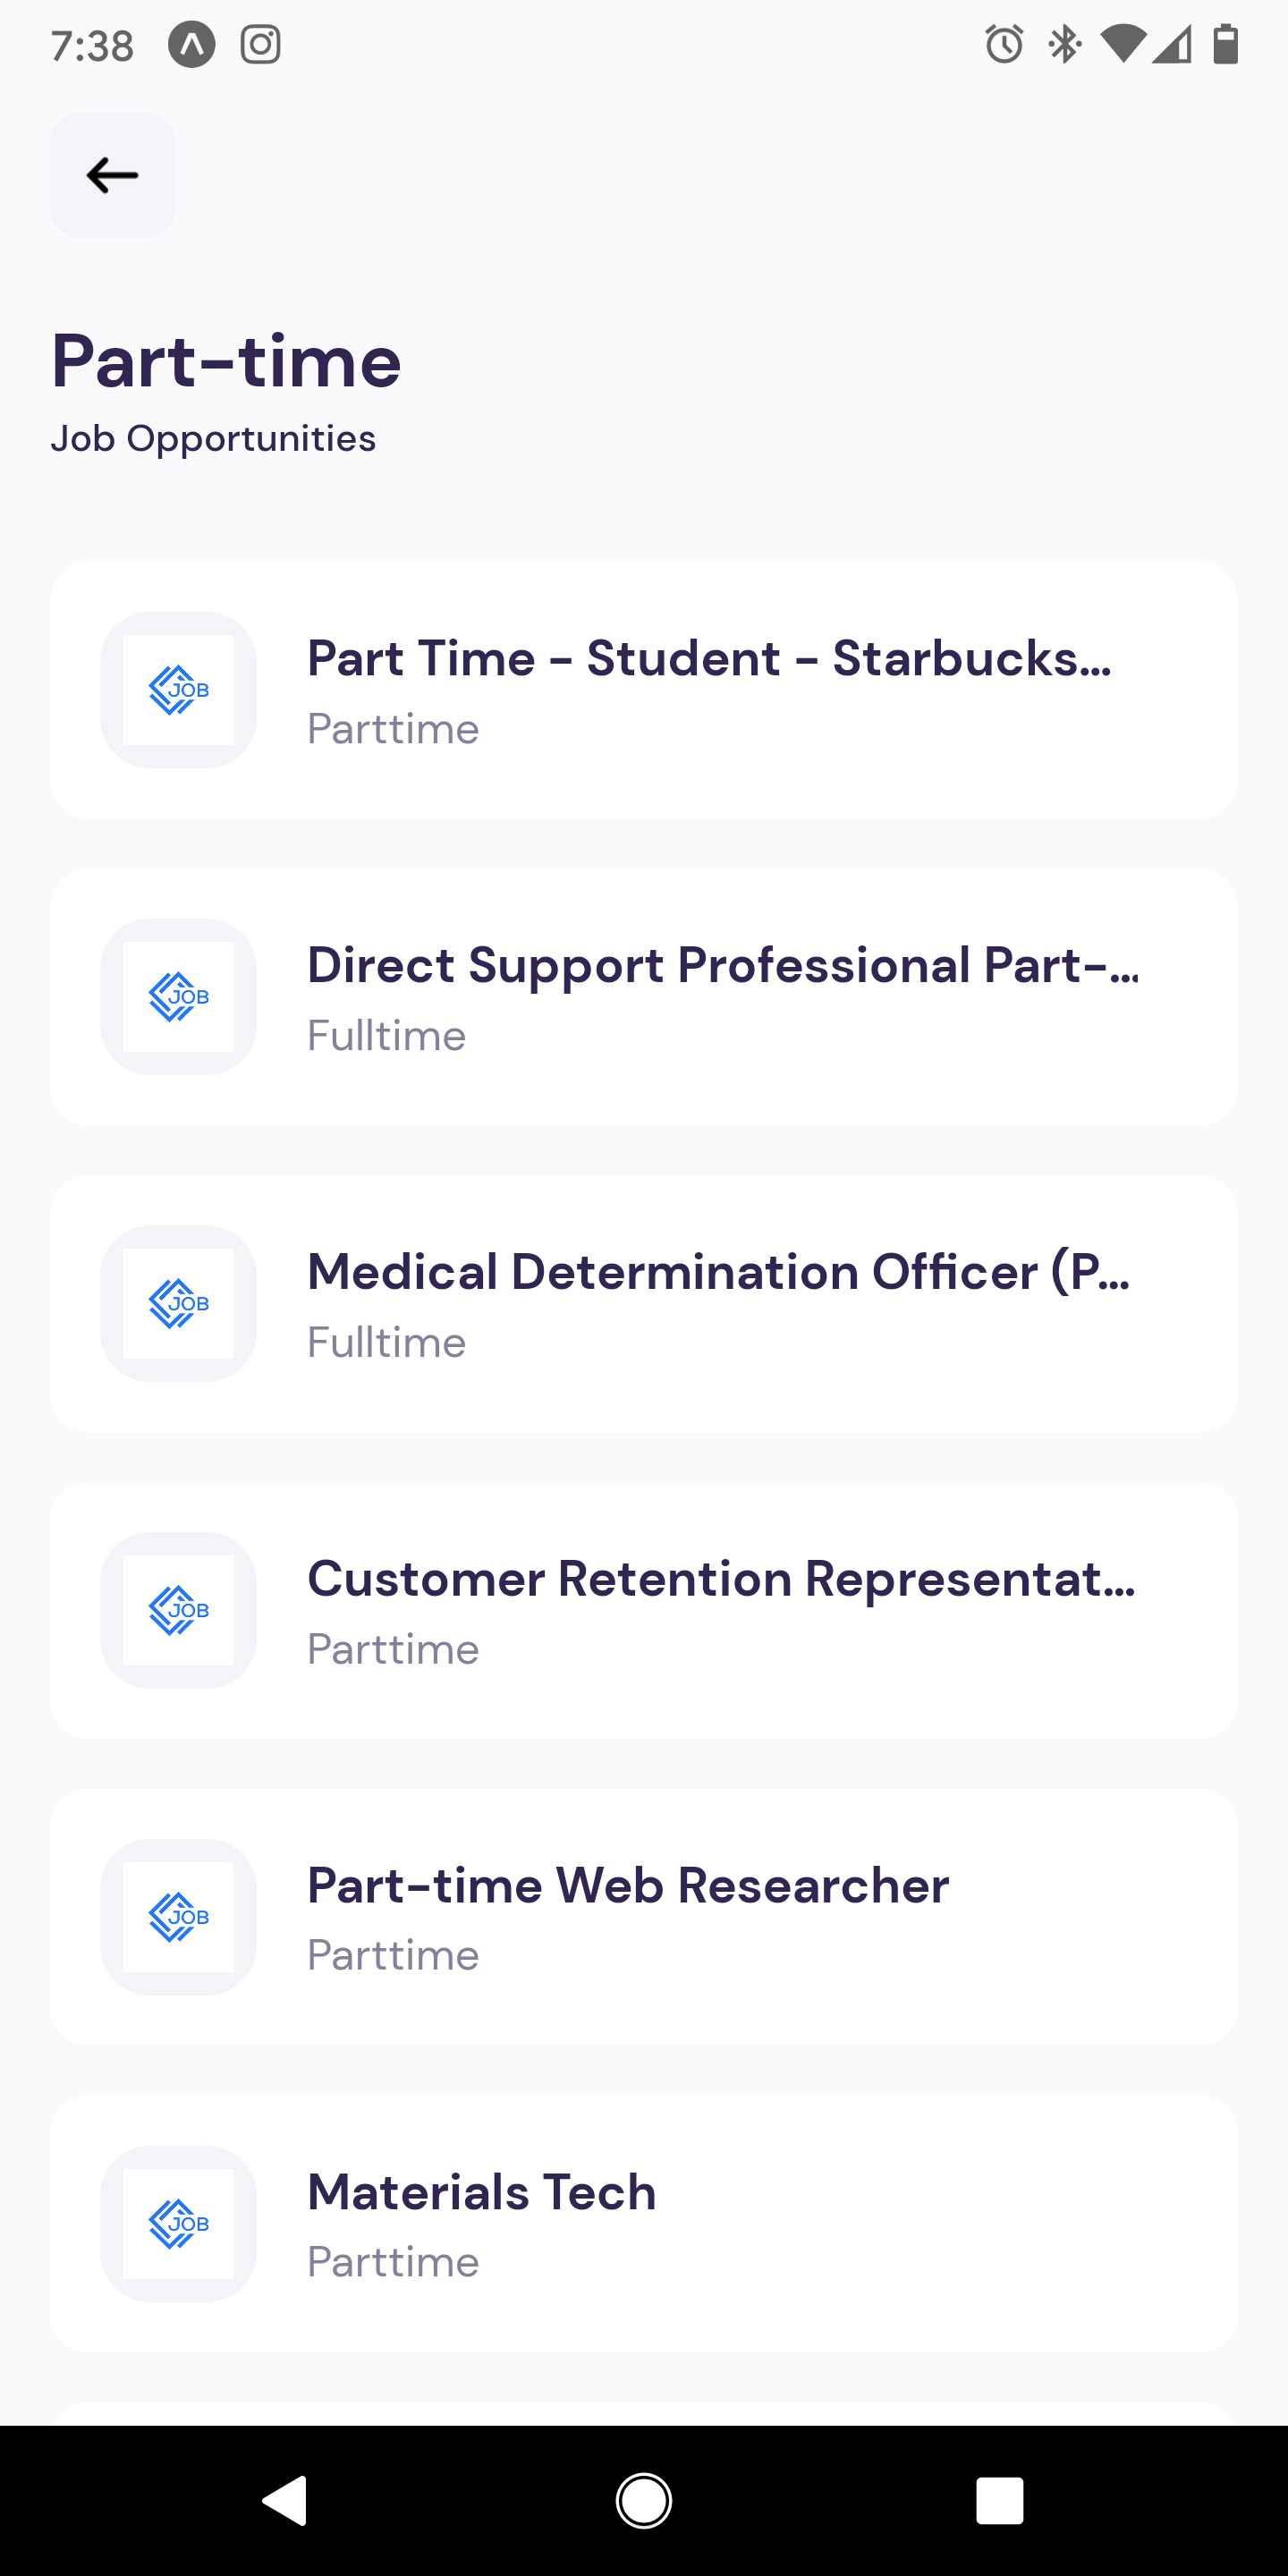 7:38
Part-time
Job Opportunities
JOB
Part Time - Student - Starbucks...
Parttime
JOB
Direct Support Professional Part-...
Fulltime
JOB
Medical Determination Officer (P...
Fulltime
JOB
Customer Retention Representat...
Parttime
JOB
Part-time Web Researcher
Parttime
JOB
Materials Tech
Parttime